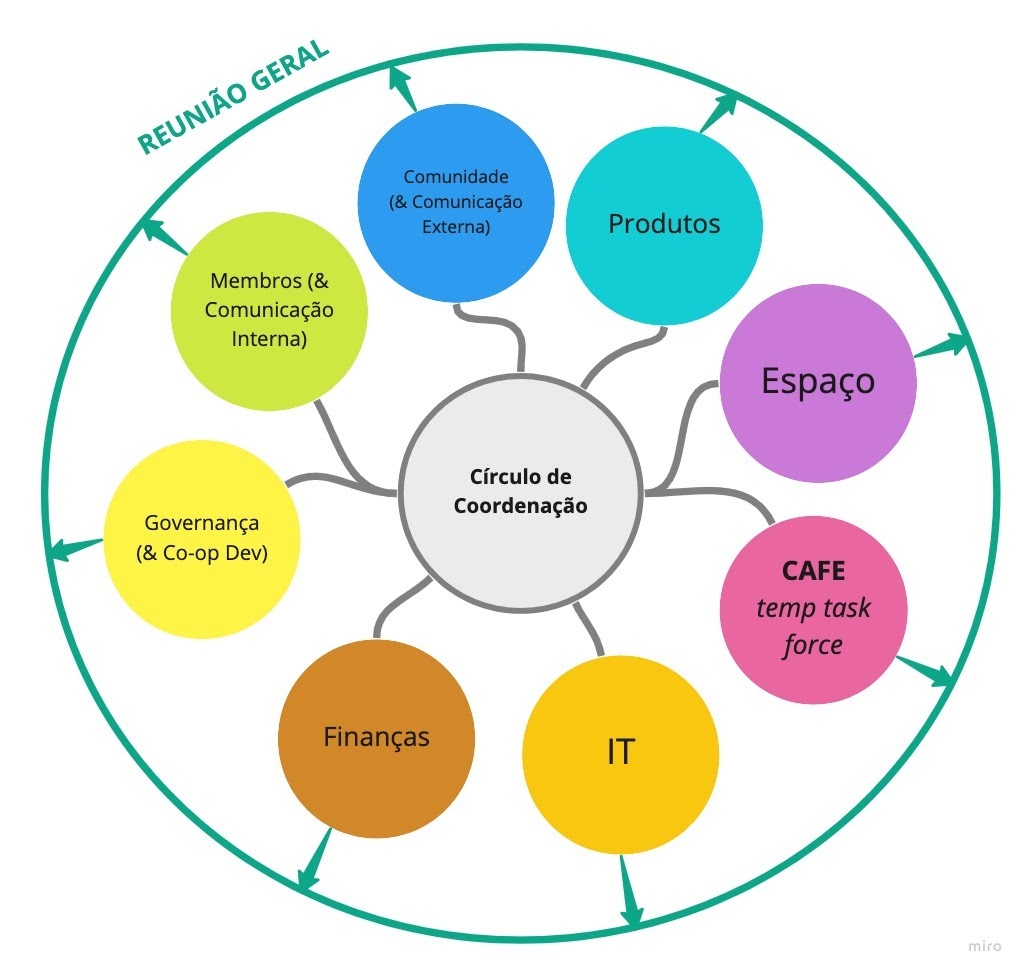 REUNIÃO GERAL
Comunidade
(& Comunicação
Externa)
Produtos
Membros (&
Comunicação
Interna)
Espaço
Círculo de
Coordenação
Governança
(& Co-op Dev)
CAFE
temp task
force
Finanças
IT
miro